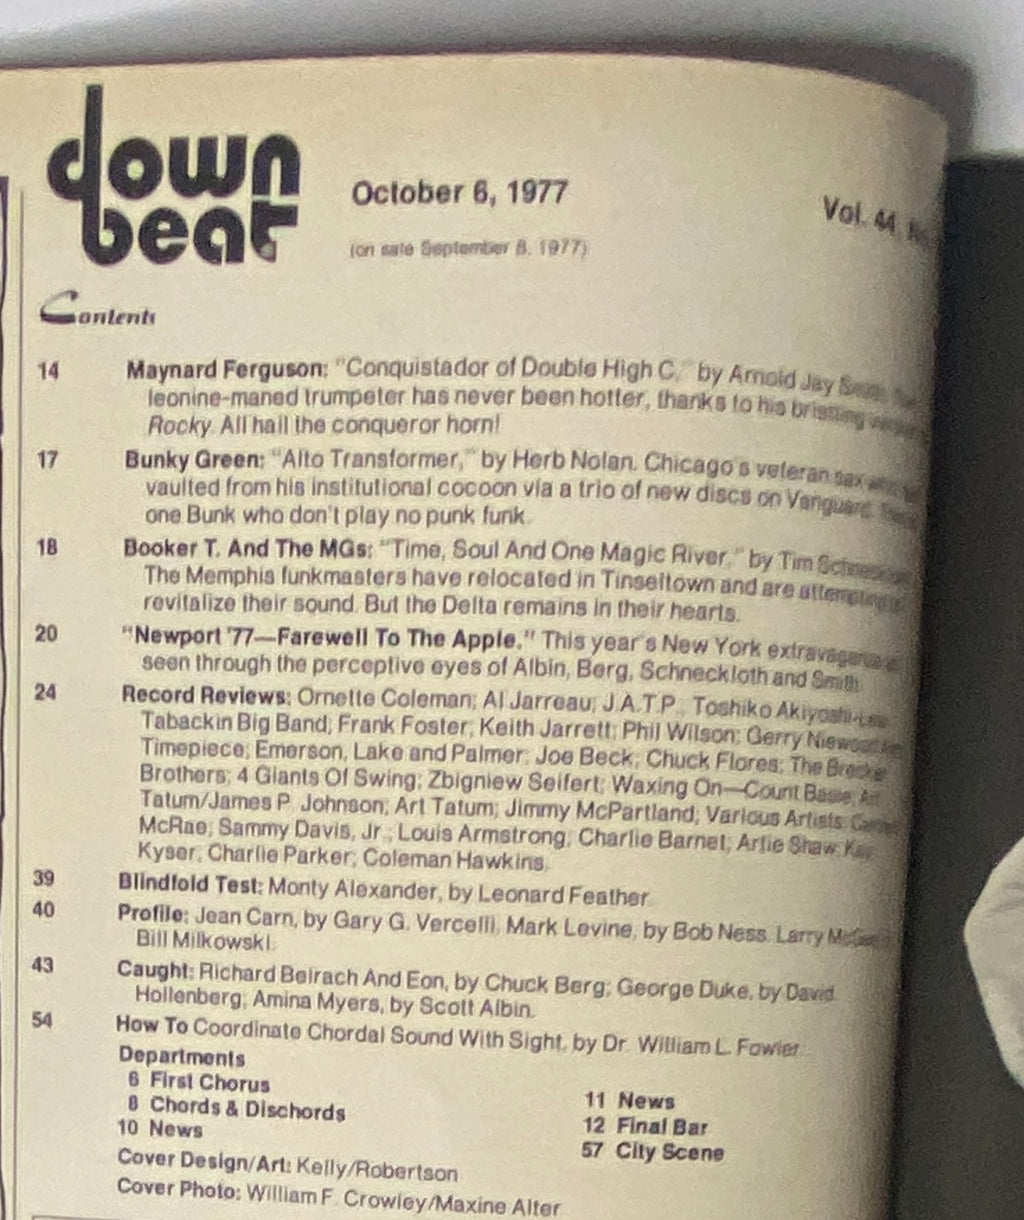 down
beat
October 6, 1977
(on sale September 8, 1977)
Vol. 44,
Contents
14 Maynard Ferguson: "Conquistador of Double High C," by Arnold Jay Smith.
leonine-maned trumpeter has never been hotter, thanks to his bristling version
Rocky. All hail the conqueror horn!
17 Bunky Green: "Alto Transformer," by Herb Nolan. Chicago's veteran sax
vaulted from his institutional cocoon via a trio of new discs on Vanguard.
one Bunk who don't play no punk funk.
18 Booker T. And The MGs: "Time, Soul And One Magic River," by Tim
The Memphis funkmasters have relocated in Tinseltown and are attempting
revitalize their sound. But the Delta remains in their hearts.
20 "Newport '77—Farewell To The Apple." This year's New York extravaganza
seen through the perceptive eyes of Albin, Berg, Schneckloth and Smith.
24 Record Reviews: Ornette Coleman; Al Jarreau; J.A.T.P.; Toshiko Akiyoshi-Lew
Tabackin Big Band; Frank Foster; Keith Jarrett; Phil Wilson; Gerry Niewood
Timepiece; Emerson, Lake and Palmer; Joe Beck; Chuck Flores; The Brecker
Brothers; 4 Giants Of Swing; Zbigniew Seifert; Waxing On—Count Basie; Art
Tatum/James P. Johnson; Art Tatum; Jimmy McPartland; Various Artists; Carmen
McRae; Sammy Davis, Jr.; Louis Armstrong; Charlie Barnet; Artie Shaw; Kay
Kyser; Charlie Parker; Coleman Hawkins.
39 Blindfold Test: Monty Alexander, by Leonard Feather.
40 Profile: Jean Carn, by Gary G. Vercelli, Mark Levine, by Bob Ness. Larry
Bill Milkowski.
43 Caught: Richard Beirach And Eon, by Chuck Berg; George Duke, by David
Hollenberg; Amina Myers, by Scott Albin.
54 How To Coordinate Chordal Sound With Sight, by Dr. William L. Fowler.
Departments
6 First Chorus
8 Chords & Dischords
10 News
11 News
12 Final Bar
57 City Scene
Cover Design/Art: Kelly/Robertson
Cover Photo: William F. Crowley/Maxine Alter